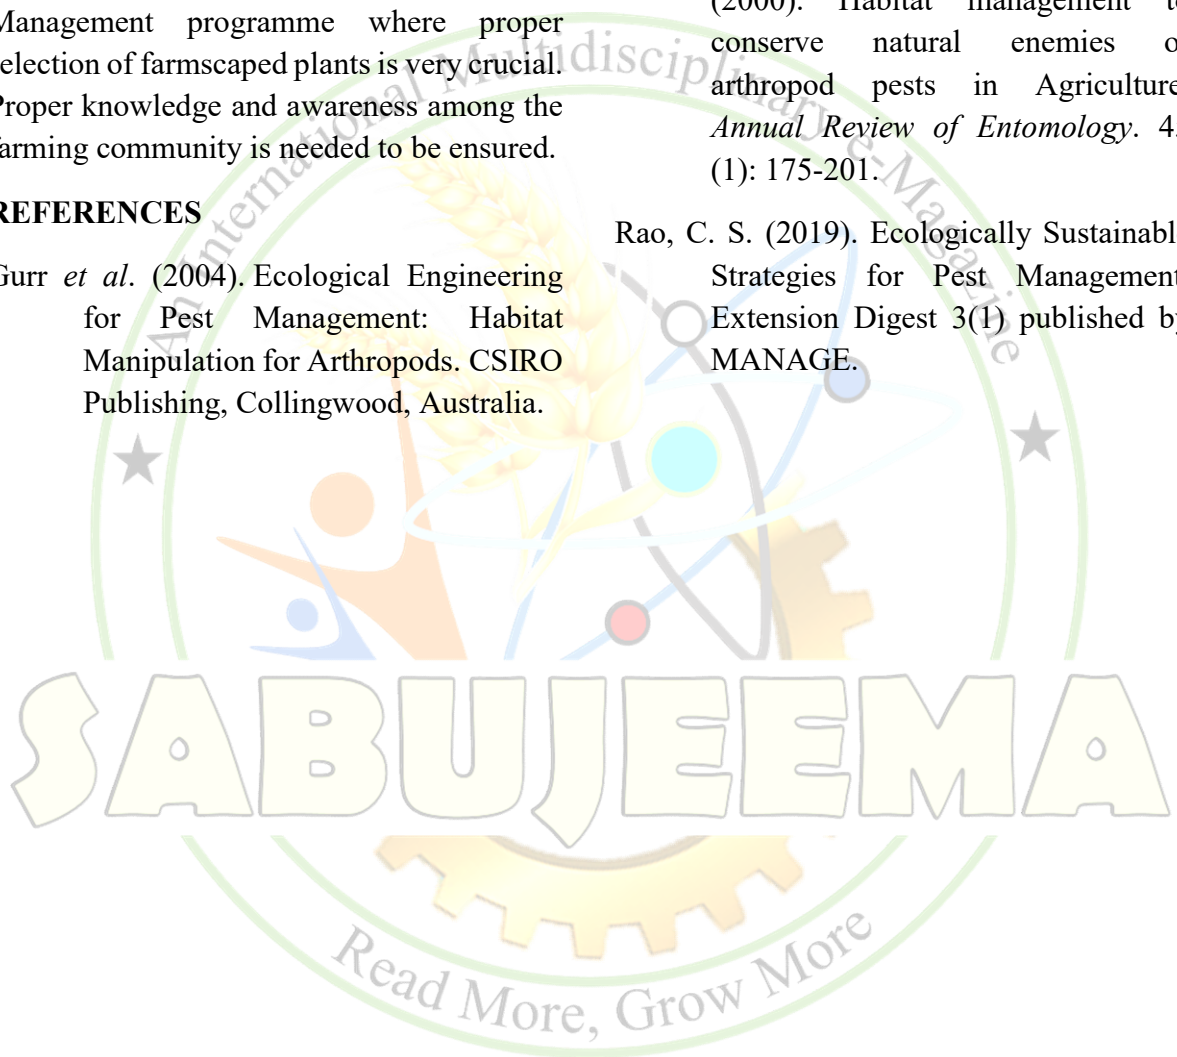 Management programme where proper
election of farmscaped plants is very crucial.
Proper knowledge and awareness among the
farming community is needed to be ensured.
REFERENCES
Gurr et al. (2004). Ecological Engineering
for Pest Management: Habitat
Manipulation for Arthropods. CSIRO
Publishing, Collingwood, Australia.
(2000). Habitat management t
conserve natural enemies o
arthropod pests in Agriculture
Annual Review of Entomology. 4
(1): 175-201.
Rao, C. S. (2019). Ecologically Sustainabl
Strategies for Pest Management
Extension Digest 3(1) published by
MANAGE.
An International Multidisciplinary e-Magazine
SABUJEEMA
Read More, Grow More